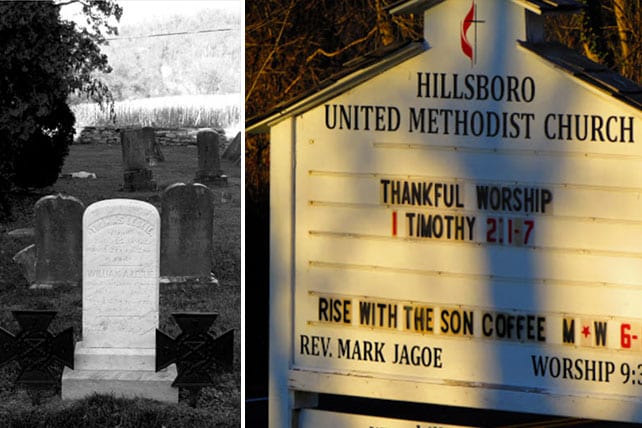 HILLSBORO
UNITED METHODIST CHURCH
THANKFUL WORSHIP
1 TIMOTHY 2:1-7
RISE WITH THE SON COFFEE M*W 6-
REV. MARK JAGOE
WORSHIP 9:3